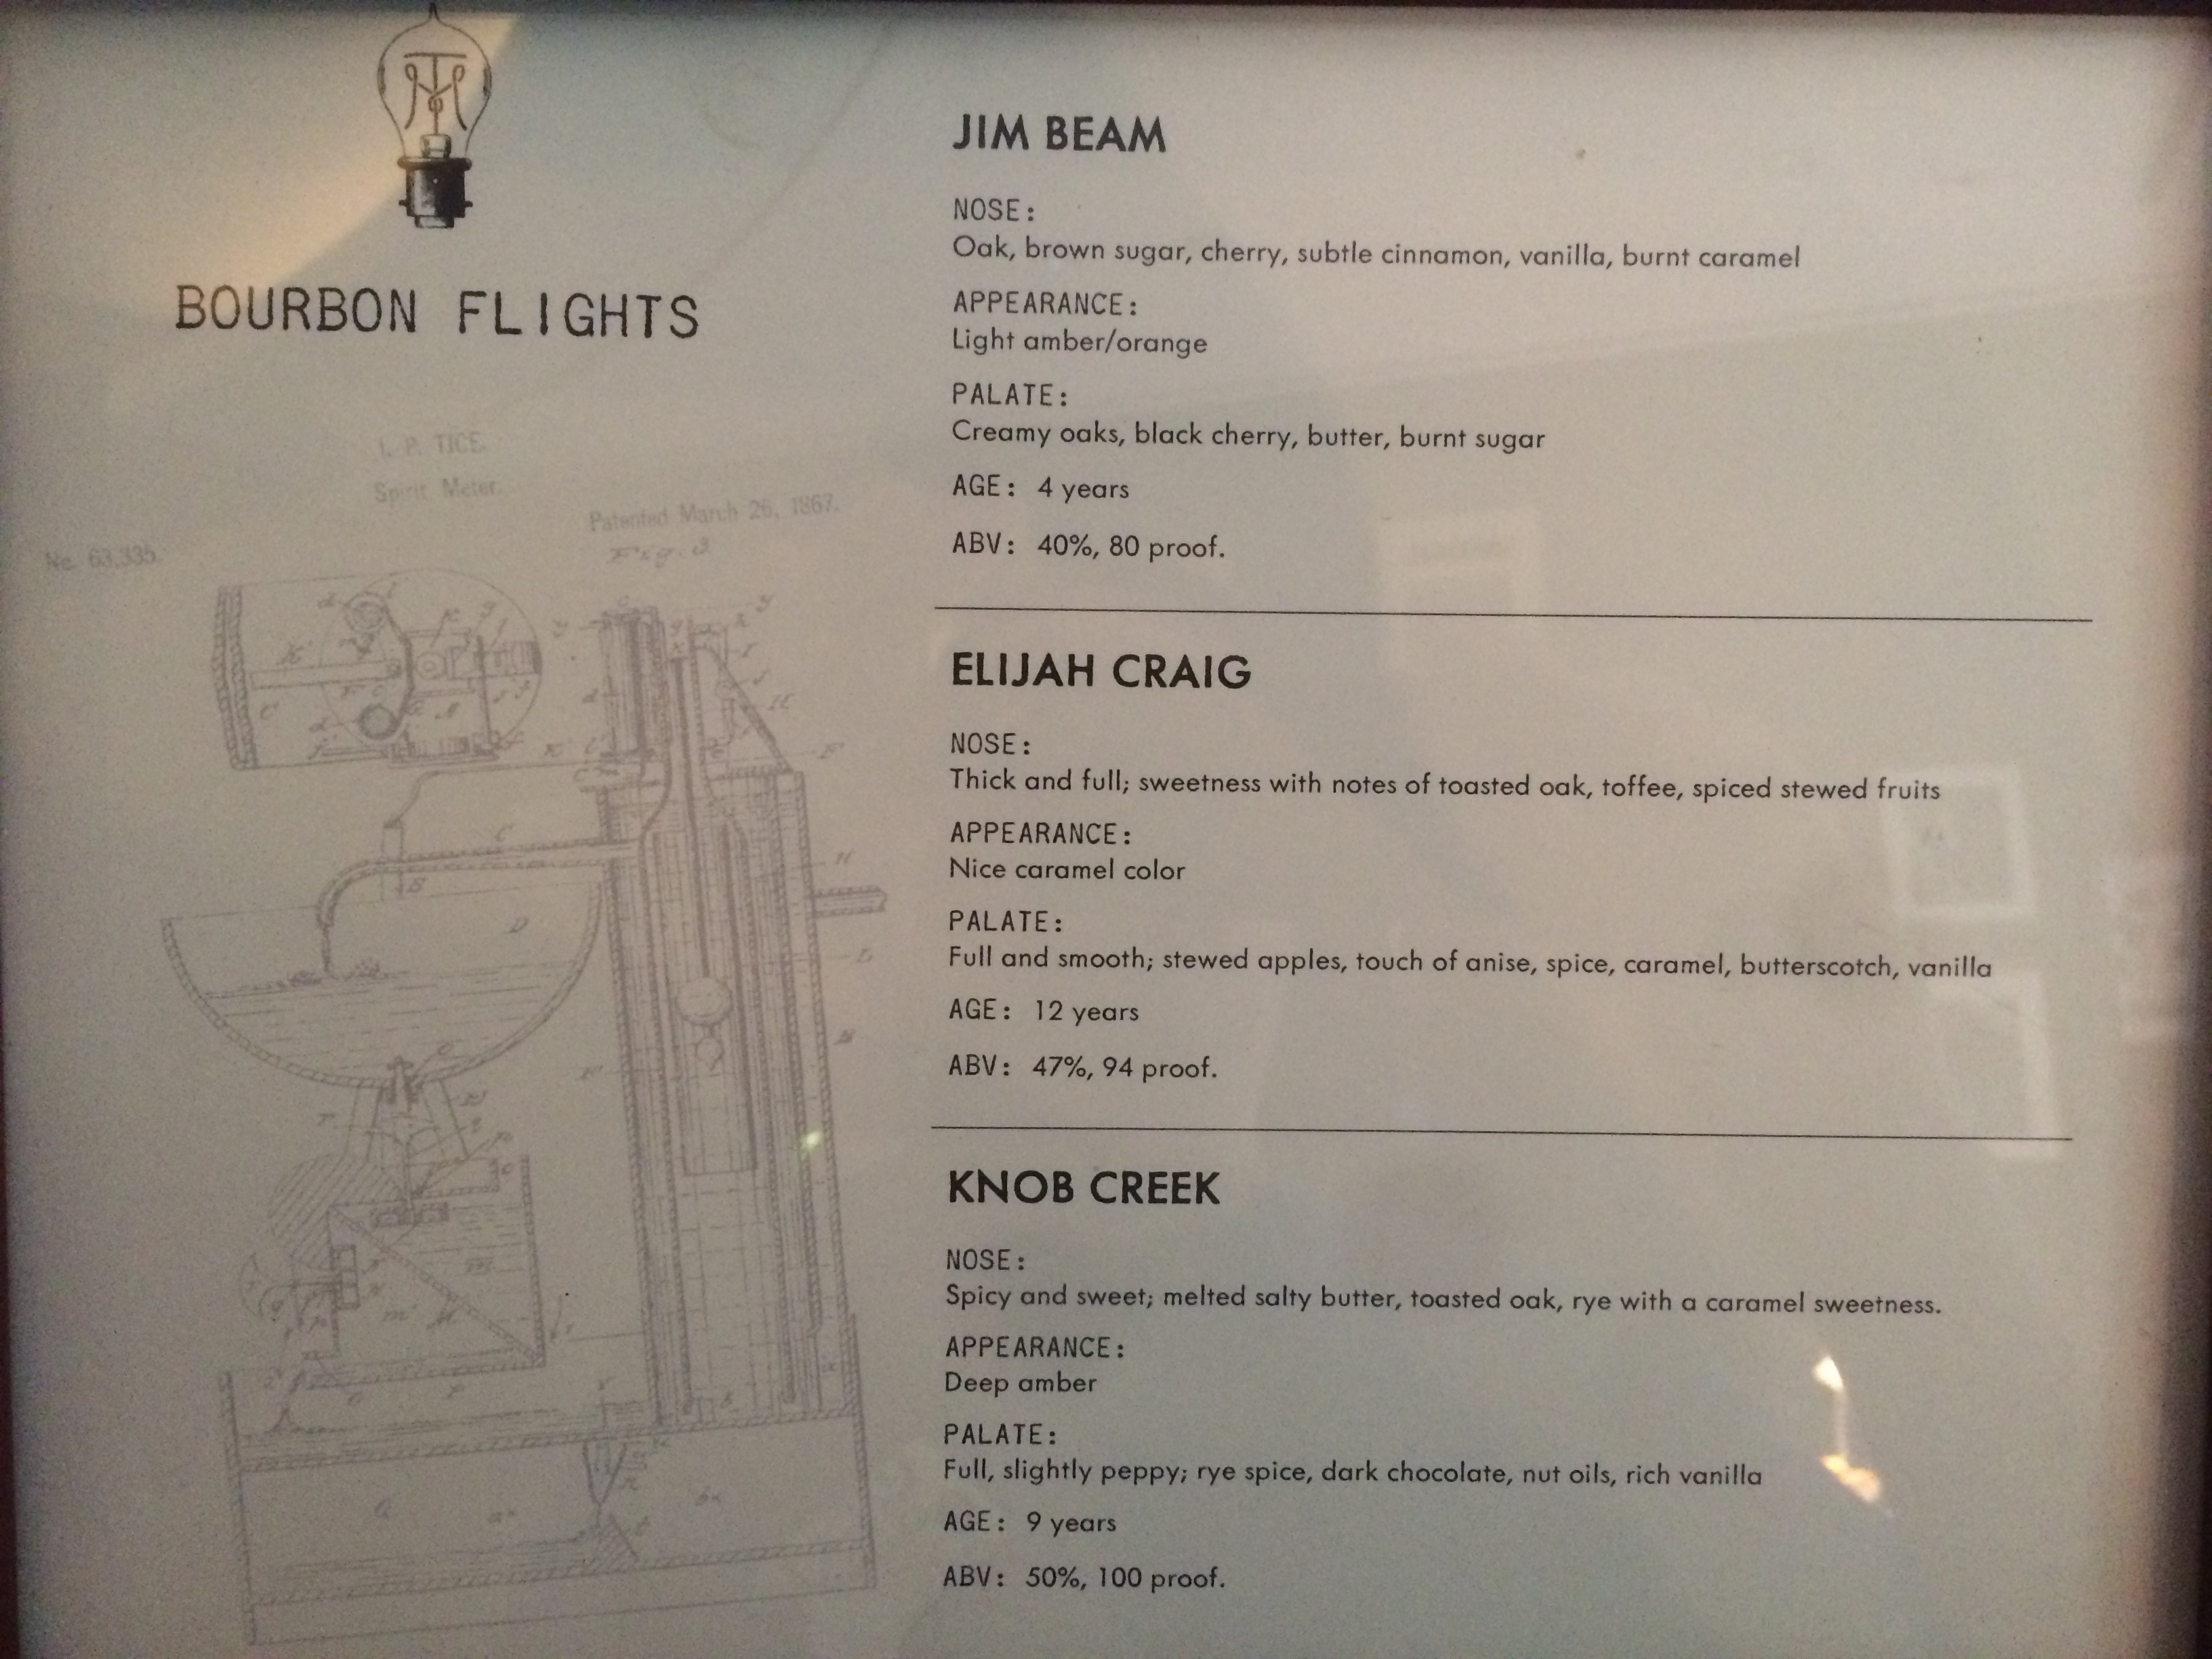 BOURBON FLIGHTS
I. P. TICE.
Spirit Meter.
Patented March 26, 1867.
No. 63,335.
Fig. 3
JIM BEAM
NOSE:
Oak, brown sugar, cherry, subtle cinnamon, vanilla, burnt caramel
APPEARANCE:
Light amber/orange
PALATE:
Creamy oaks, black cherry, butter, burnt sugar
AGE: 4 years
ABV: 40%, 80 proof.
ELIJAH CRAIG
NOSE:
Thick and full; sweetness with notes of toasted oak, toffee, spiced stewed fruits
APPEARANCE:
Nice caramel color
PALATE:
Full and smooth; stewed apples, touch of anise, spice, caramel, butterscotch, vanilla
AGE: 12 years
ABV: 47%, 94 proof.
KNOB CREEK
NOSE:
Spicy and sweet; melted salty butter, toasted oak, rye with a caramel sweetness.
APPEARANCE:
Deep amber
PALATE:
Full, slightly peppy; rye spice, dark chocolate, nut oils, rich vanilla
AGE: 9 years
ABV: 50%, 100 proof.